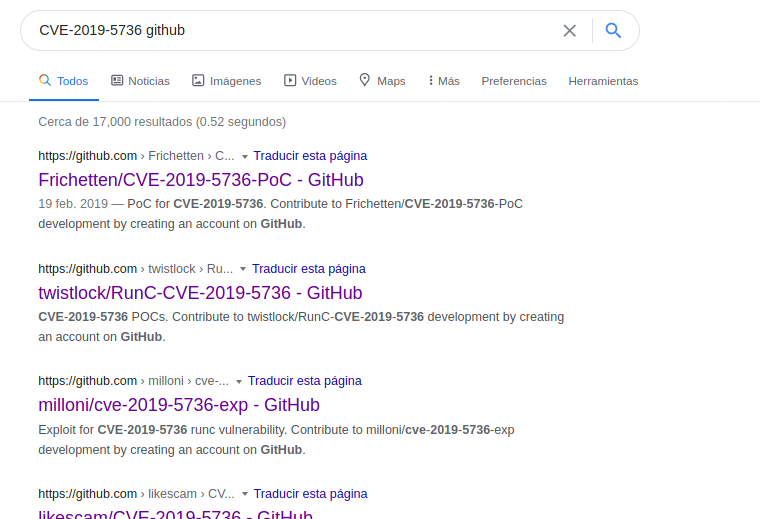 CVE-2019-5736 github
Todos Noticias Imágenes Videos Maps Más Preferencias Herramientas
Cerca de 17,000 resultados (0.52 segundos)
https://github.com › Frichetten › C... Traducir esta página
Frichetten/CVE-2019-5736-PoC - GitHub
19 feb. 2019 — PoC for CVE-2019-5736. Contribute to Frichetten/CVE-2019-5736-PoC
development by creating an account on GitHub.
https://github.com › twistlock › Ru... Traducir esta página
twistlock/RunC-CVE-2019-5736 - GitHub
CVE-2019-5736 POCs. Contribute to twistlock/RunC-CVE-2019-5736 development by creating
an account on GitHub.
https://github.com › milloni › cve-... Traducir esta página
milloni/cve-2019-5736-exp - GitHub
Exploit for CVE-2019-5736 runc vulnerability. Contribute to milloni/cve-2019-5736-exp
development by creating an account on GitHub.
https://github.com › likescam › CV... Traducir esta página
likescam/CVE-2019-5736 - GitHub